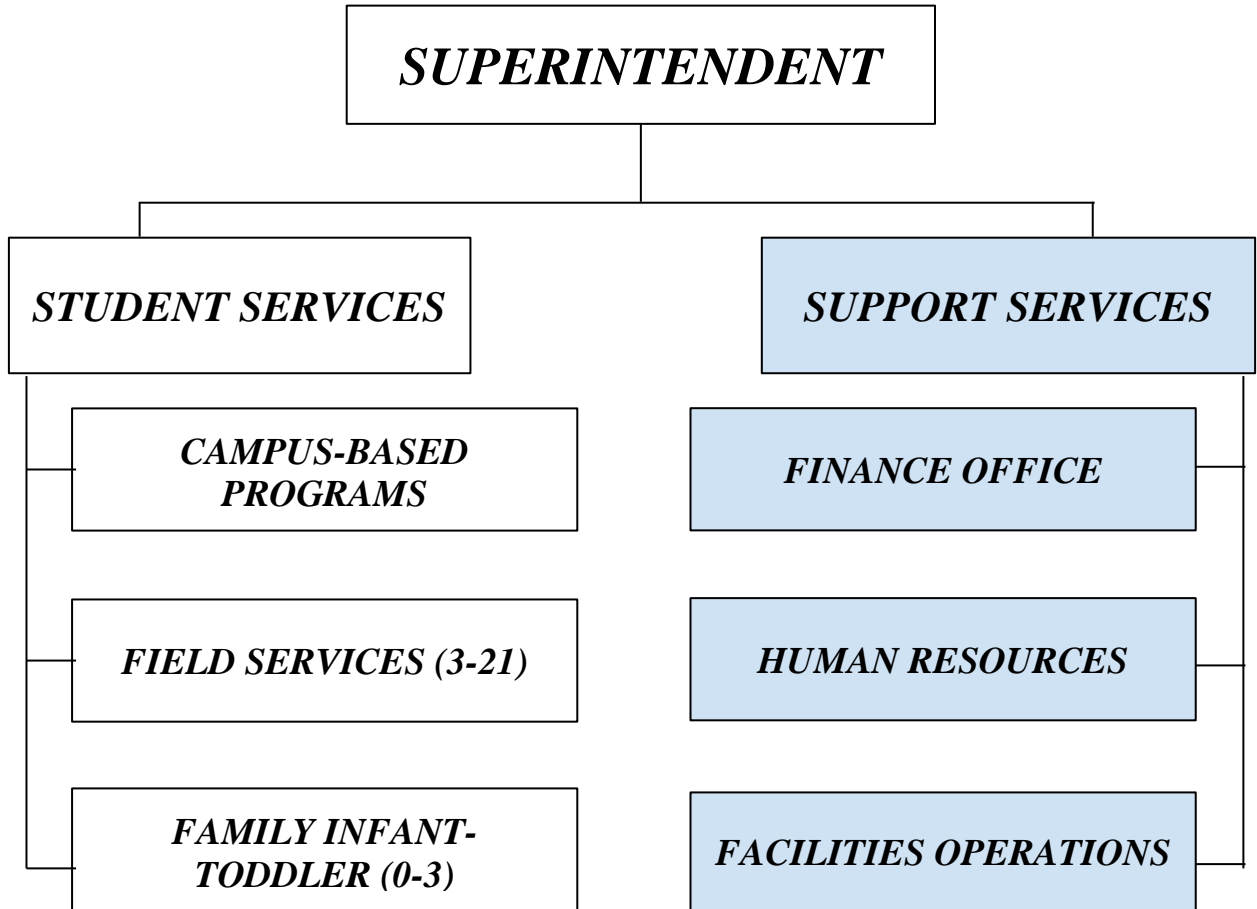 SUPERINTENDENT
STUDENT SERVICES
SUPPORT SERVICES
CAMPUS-BASED
PROGRAMS
FINANCE OFFICE
FIELD SERVICES (3-21)
HUMAN RESOURCES
FAMILY INFANT-
TODDLER (0-3)
FACILITIES OPERATIONS